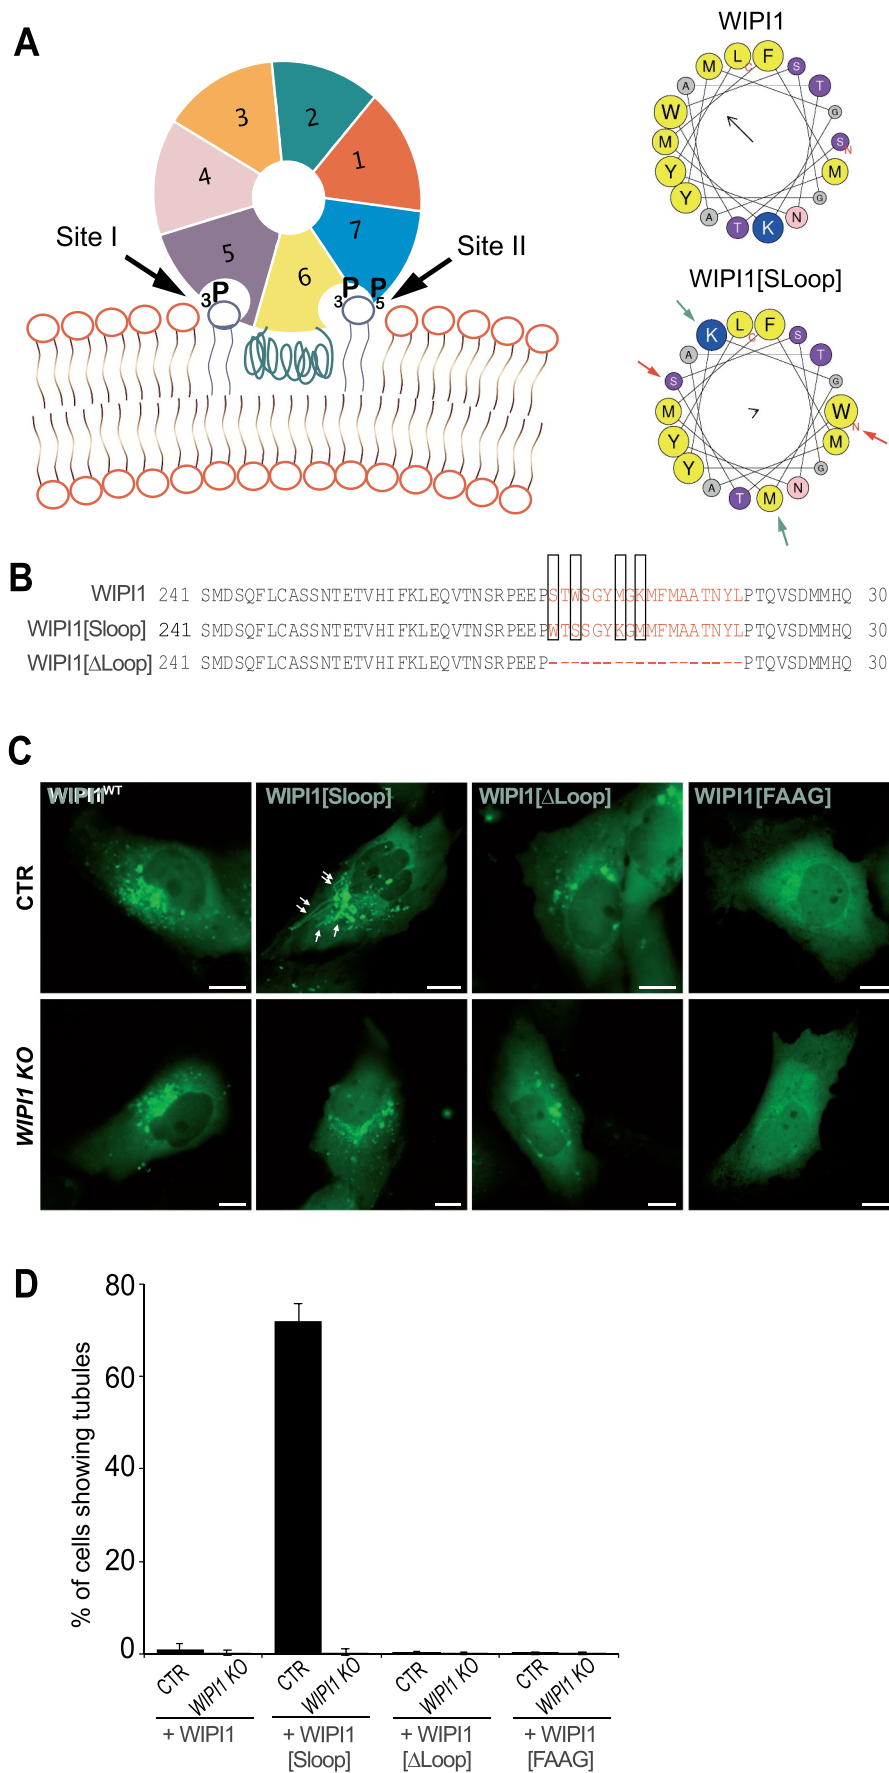 A
WIPI1
M L F S
A C T
W G
M S N
Y M
Y G
A T K N
3 2
4 1
5 6 7
Site I
Site II
3P
3P P5
WIPI1[SLoop]
K L F S
A C T
S G
M W N
Y M
Y G
A T M N
B
WIPI1 241 SMDSQFLCASSNTETVHIFKLEQVTNSRPEEPSTWSGYMGKMFMAATNYLPTQVSDMMHQ 30
WIPI1[Sloop] 241 SMDSQFLCASSNTETVHIFKLEQVTNSRPEEPWTSSGYKGMMFMAATNYLPTQVSDMMHQ 30
WIPI1[ΔLoop] 241 SMDSQFLCASSNTETVHIFKLEQVTNSRPEEP------------------PTQVSDMMHQ 30
C
WIPI1WT WIPI1[Sloop] WIPI1[ΔLoop] WIPI1[FAAG]
CTR
WIPI1 KO
D
% of cells showing tubules
80
60
40
20
0
CTR WIPI1 KO CTR WIPI1 KO CTR WIPI1 KO CTR WIPI1 KO
+ WIPI1 + WIPI1 + WIPI1 + WIPI1
[Sloop] [ΔLoop] [FAAG]